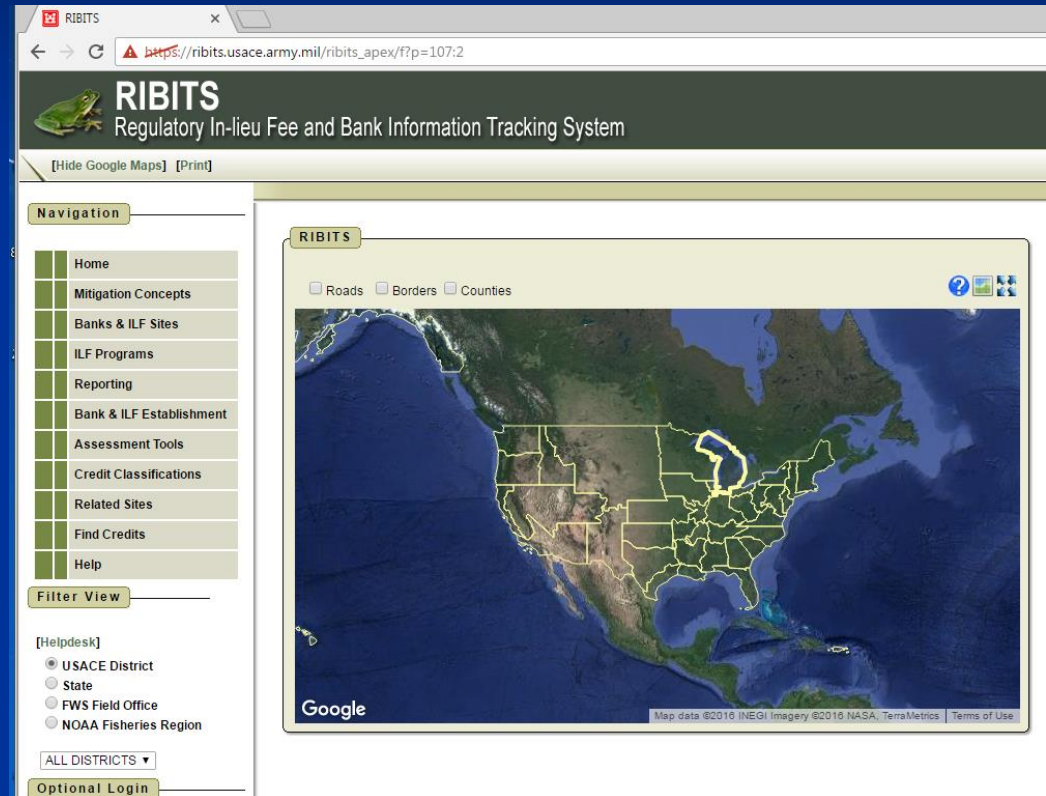 RIBITS
https://ribits.usace.army.mil/ribits_apex/f?p=107:2
RIBITS
Regulatory In-lieu Fee and Bank Information Tracking System
[Hide Google Maps] [Print]
Navigation
Home
Mitigation Concepts
Banks & ILF Sites
ILF Programs
Reporting
Bank & ILF Establishment
Assessment Tools
Credit Classifications
Related Sites
Find Credits
Help
Filter View
[Helpdesk]
USACE District
State
FWS Field Office
NOAA Fisheries Region
ALL DISTRICTS
Optional Login
RIBITS
Roads Borders Counties
Google
Map data ©2016 INEGI Imagery ©2016 NASA, TerraMetrics Terms of Use